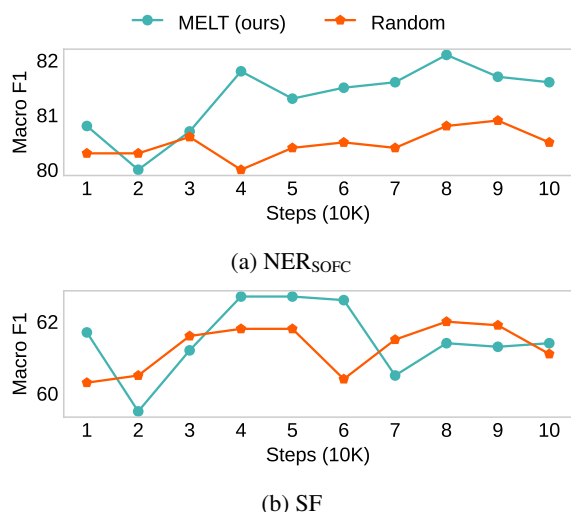 MELT (ours) Random
Macro F1
82
81
80
1 2 3 4 5 6 7 8 9 10
Steps (10K)
(a) NER_SOFC
Macro F1
62
60
1 2 3 4 5 6 7 8 9 10
Steps (10K)
(b) SF